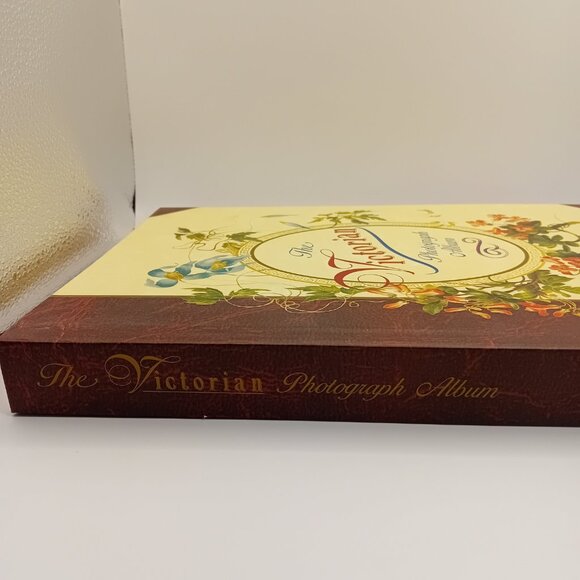 The
Victorian
Photograph
Album
The Victorian Photograph Album